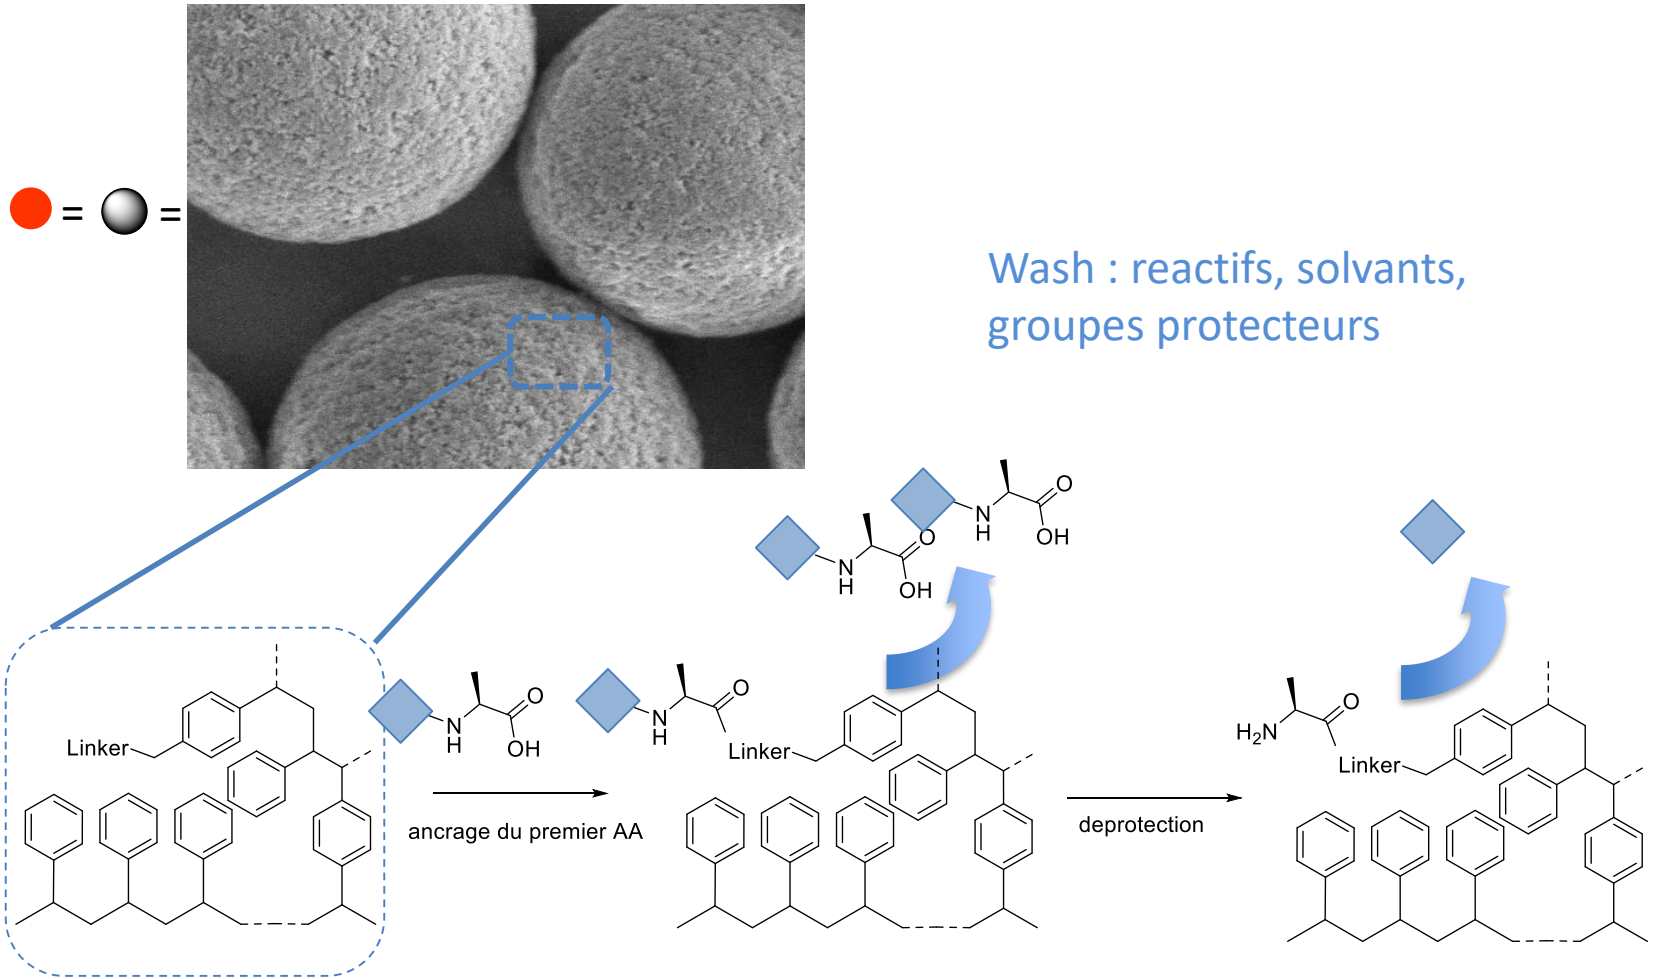 = =
Wash : reactifs, solvants,
groupes protecteurs
N
H
O
OH
N
H
O
OH
Linker
N
H
O
OH
ancrage du premier AA
N
H
O
Linker
deprotection
H2N
O
Linker